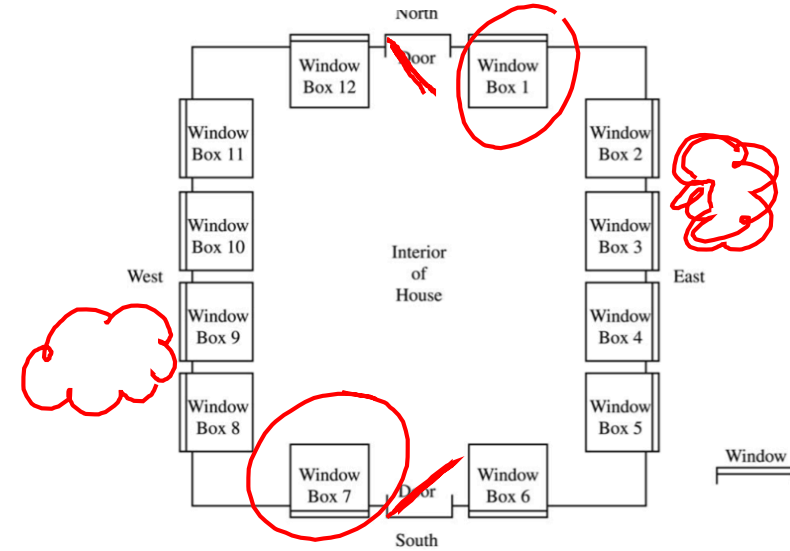 North
Door
Window
Box 12
Window
Box 1
Window
Box 11
Window
Box 2
Window
Box 10
Window
Box 3
Interior
of
House
West
East
Window
Box 9
Window
Box 4
Window
Box 8
Window
Box 5
Window
Window
Box 7
Door
Window
Box 6
South